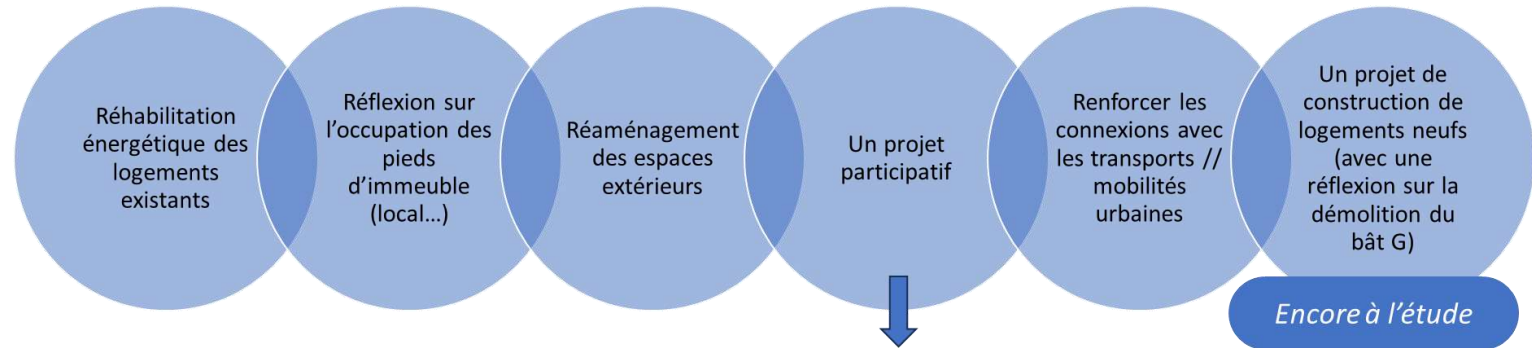 Réhabilitation
énergétique des
logements
existants
Réflexion sur
l'occupation des
pieds
d'immeuble
(local…)
Réaménagement
des espaces
extérieurs
Un projet
participatif
Renforcer les
connexions avec
les transports //
mobilités
urbaines
Un projet de
construction de
logements neufs
(avec une
réflexion sur la
démolition du
bât G)
Encore à l'étude